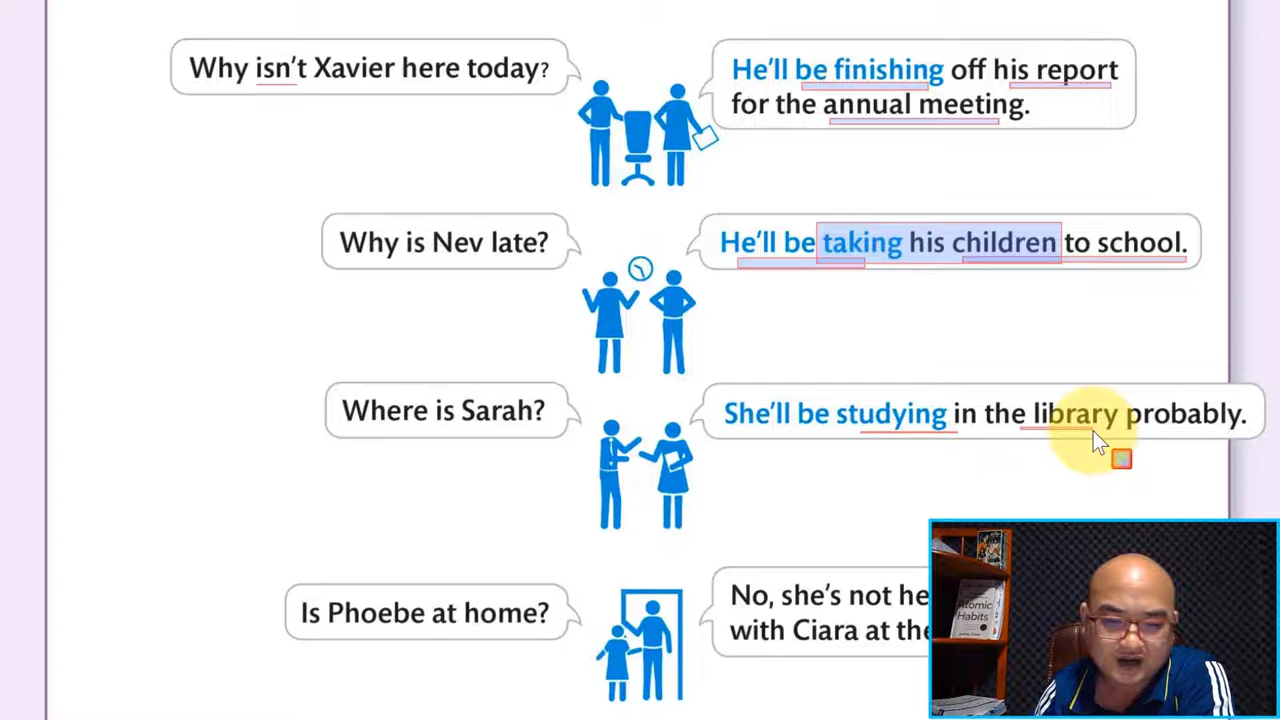 Why isn't Xavier here today?
He'll be finishing off his report
for the annual meeting.
Why is Nev late?
He'll be taking his children to school.
Where is Sarah?
She'll be studying in the library probably.
Is Phoebe at home?
No, she's not he
with Ciara at the
Atomic
Habits